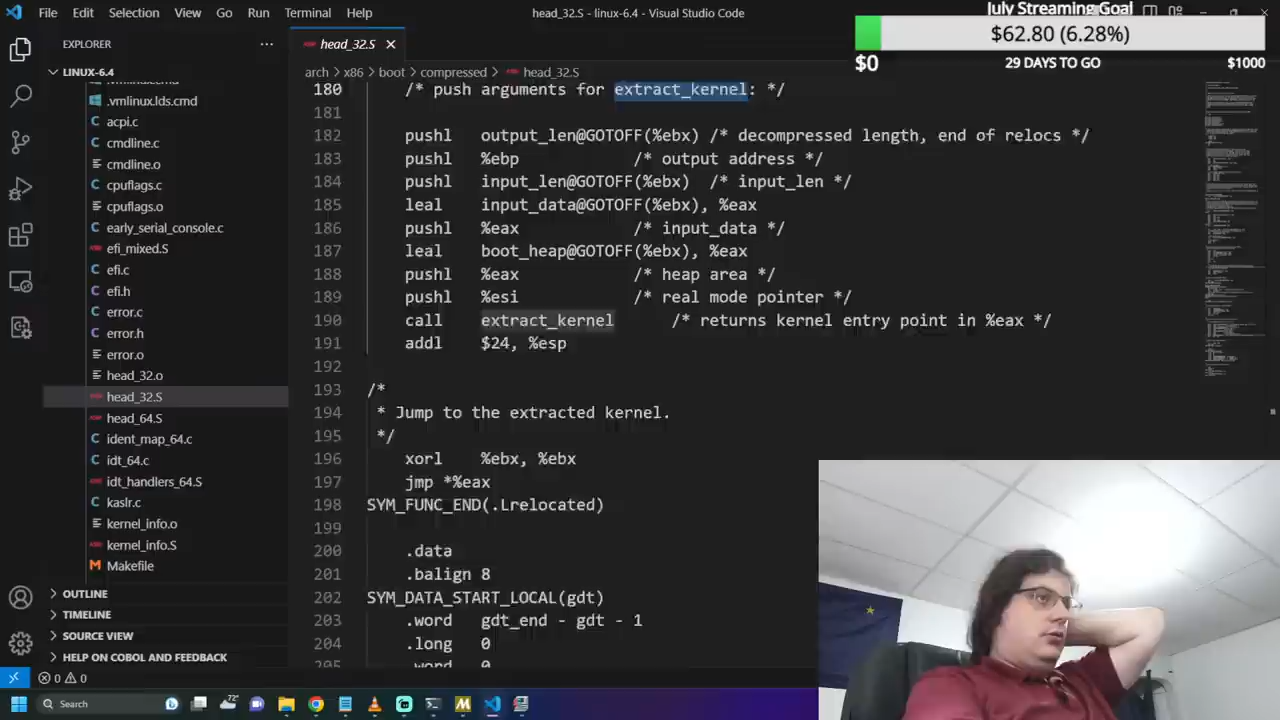 File Edit Selection View Go Run Terminal Help
head_32.S - linux-6.4 - Visual Studio Code
July Streaming Goal
$62.80 (6.28%)
$0
29 DAYS TO GO
$1000
EXPLORER
LINUX-6.4
.vmlinux.lds.cmd
acpi.c
cmdline.c
cmdline.o
cpuflags.c
cpuflags.o
early_serial_console.c
efi_mixed.S
efi.c
efi.h
error.c
error.h
error.o
head_32.o
head_32.S
head_64.S
ident_map_64.c
idt_64.c
idt_handlers_64.S
kaslr.c
kernel_info.o
kernel_info.S
Makefile
OUTLINE
TIMELINE
SOURCE VIEW
HELP ON COBOL AND FEEDBACK
head_32.S
arch > x86 > boot > compressed > head_32.S
180 /* push arguments for extract_kernel: */
181
182 pushl output_len@GOTOFF(%ebx) /* decompressed length, end of relocs */
183 pushl %ebp /* output address */
184 pushl input_len@GOTOFF(%ebx) /* input_len */
185 leal input_data@GOTOFF(%ebx), %eax
186 pushl %eax /* input_data */
187 leal boot_heap@GOTOFF(%ebx), %eax
188 pushl %eax /* heap area */
189 pushl %esi /* real mode pointer */
190 call extract_kernel /* returns kernel entry point in %eax */
191 addl $24, %esp
192
193 /*
194 * Jump to the extracted kernel.
195 */
196 xorl %ebx, %ebx
197 jmp *%eax
198 SYM_FUNC_END(.Lrelocated)
199
200 .data
201 .balign 8
202 SYM_DATA_START_LOCAL(gdt)
203 .word gdt_end - gdt - 1
204 .long 0
205 .word 0
0 0
Search
72°